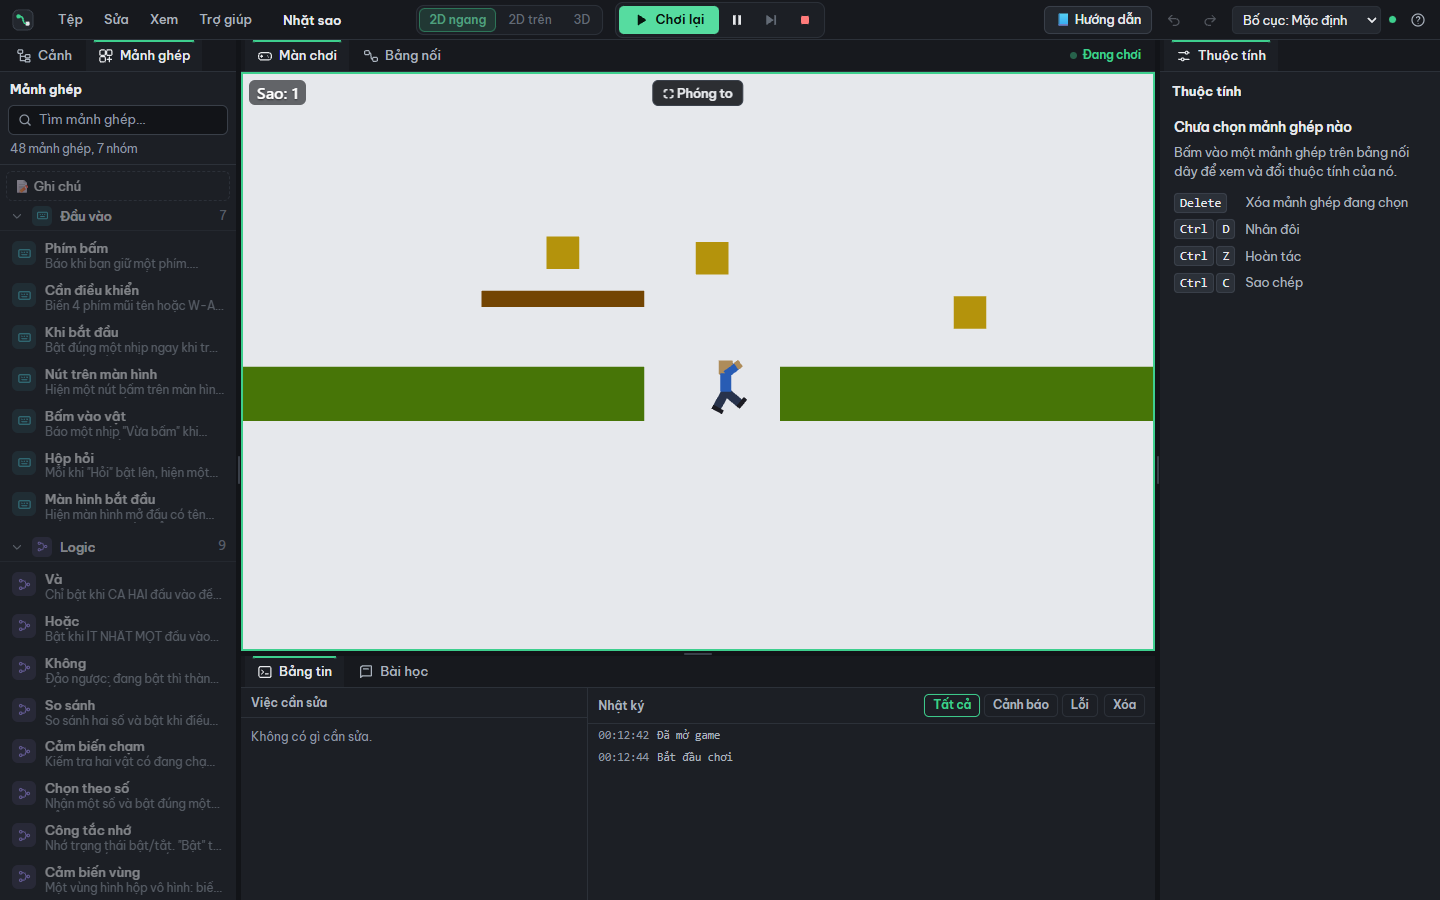 Tệp Sửa Xem Trợ giúp Nhặt sao 2D ngang 2D trên 3D Chơi lại Hướng dẫn Bố cục: Mặc định
Cảnh Mảnh ghép Màn chơi Bảng nối Đang chơi Thuộc tính
Mảnh ghép
Tìm mảnh ghép...
48 mảnh ghép, 7 nhóm
Ghi chú
Đầu vào 7
Phím bấm
Báo khi bạn giữ một phím....
Cần điều khiển
Biến 4 phím mũi tên hoặc W-A...
Khi bắt đầu
Bật đúng một nhịp ngay khi tr...
Nút trên màn hình
Hiện một nút bấm trên màn hìn...
Bấm vào vật
Báo một nhịp "Vừa bấm" khi...
Hộp hỏi
Mỗi khi "Hỏi" bật lên, hiện một...
Màn hình bắt đầu
Hiện màn hình mở đầu có tên...
Logic 9
Và
Chỉ bật khi CẢ HAI đầu vào đề...
Hoặc
Bật khi ÍT NHẤT MỘT đầu vào...
Không
Đảo ngược: đang bật thì thàn...
So sánh
So sánh hai số và bật khi điều...
Cảm biến chạm
Kiểm tra hai vật có đang chạ...
Chọn theo số
Nhận một số và bật đúng một...
Công tắc nhớ
Nhớ trạng thái bật/tắt. "Bật" t...
Cảm biến vùng
Một vùng hình hộp vô hình: biế...
Sao: 1
Phóng to
Bảng tin Bài học
Việc cần sửa
Không có gì cần sửa.
Nhật ký Tất cả Cảnh báo Lỗi Xóa
00:12:42 Đã mở game
00:12:44 Bắt đầu chơi
Thuộc tính
Chưa chọn mảnh ghép nào
Bấm vào một mảnh ghép trên bảng nối
dây để xem và đổi thuộc tính của nó.
Delete Xóa mảnh ghép đang chọn
Ctrl D Nhân đôi
Ctrl Z Hoàn tác
Ctrl C Sao chép